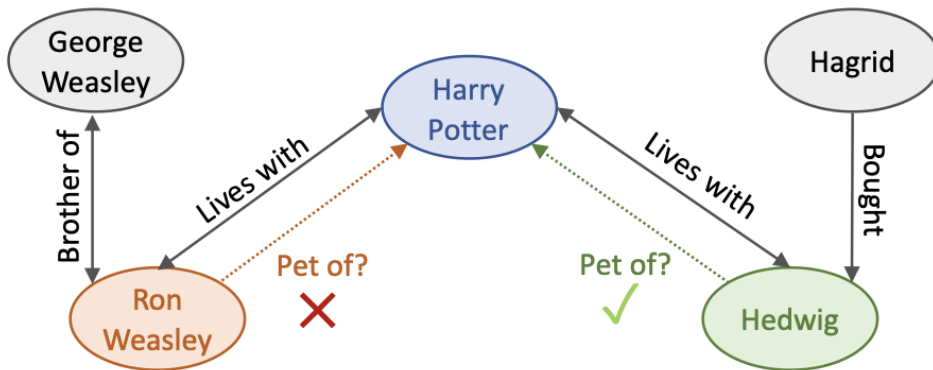 George
Weasley
Harry
Potter
Hagrid
Brother of
Lives with
Lives with
Bought
Pet of?
Pet of?
Ron
Weasley
Hedwig